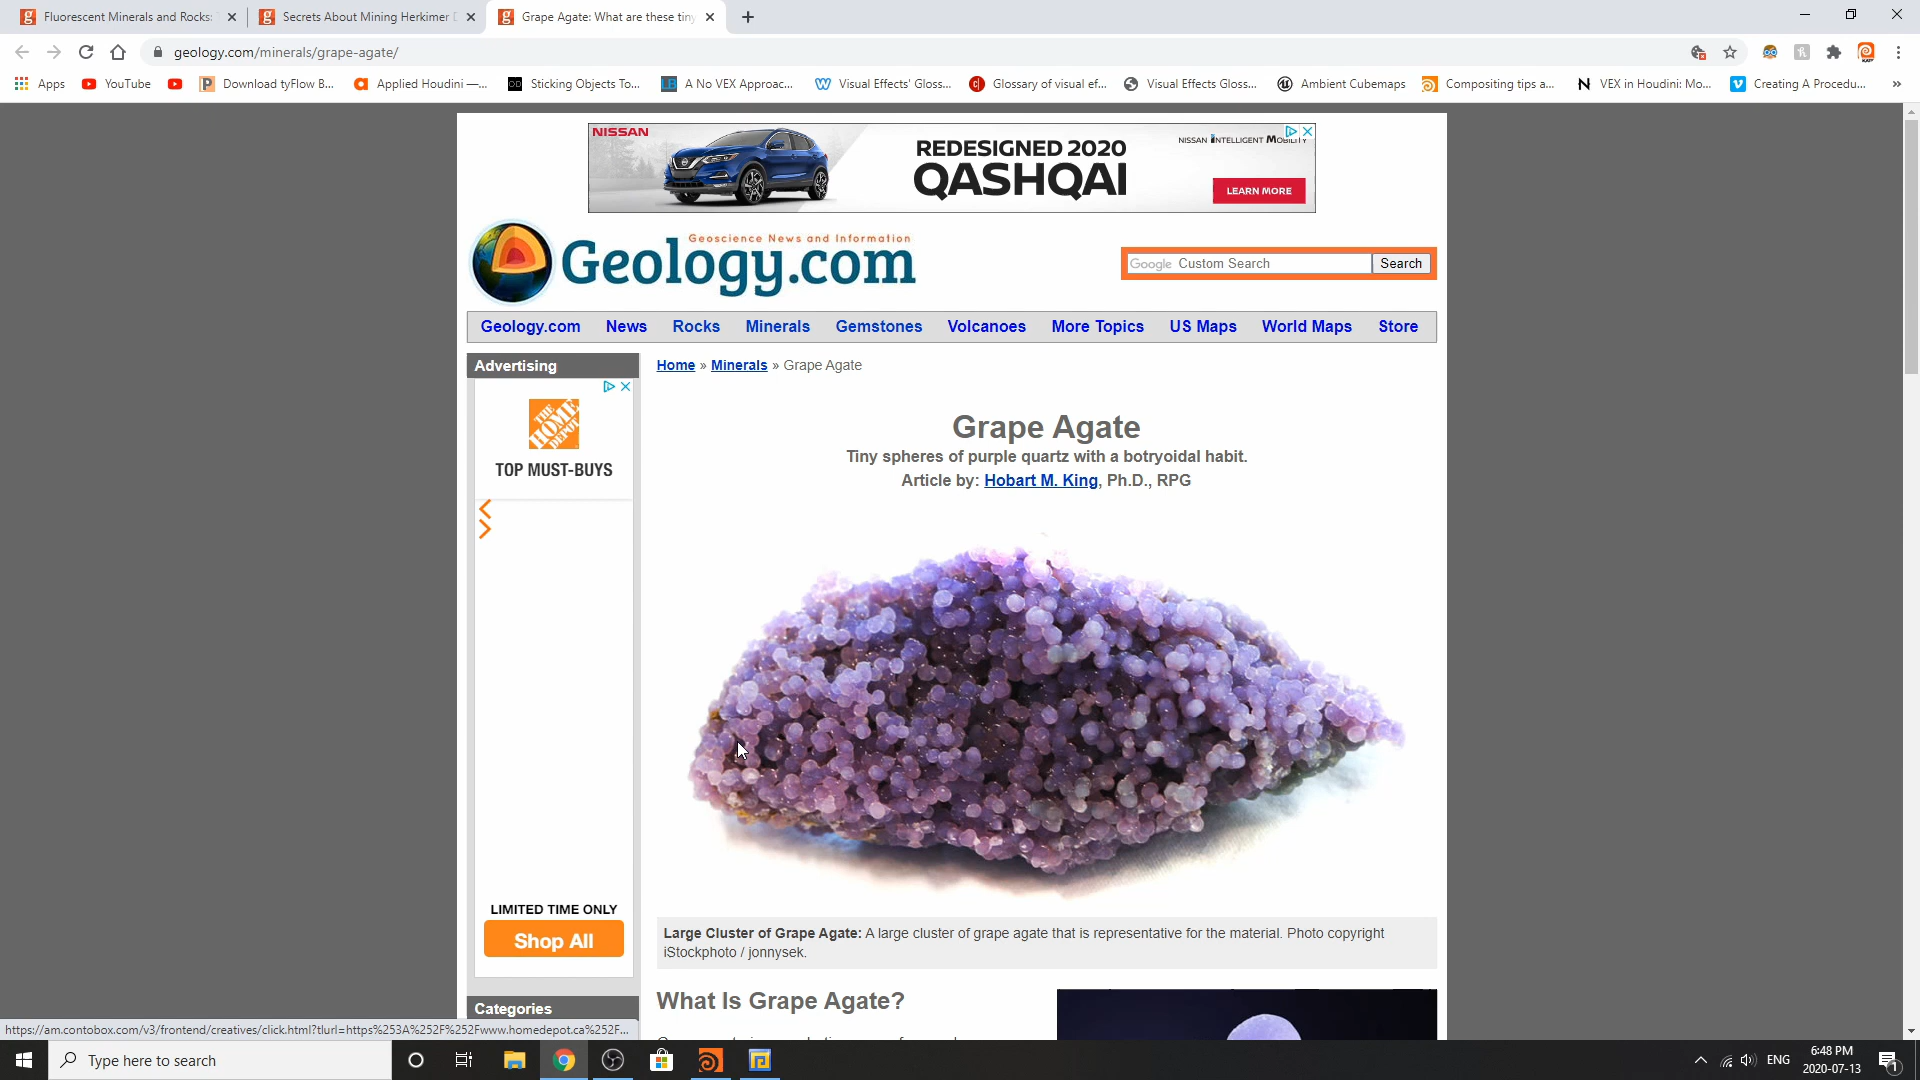 Fluorescent Minerals and Rocks:
Secrets About Mining Herkimer
Grape Agate: What are these tiny
geology.com/minerals/grape-agate/
Apps
YouTube
Download tyFlow B...
Applied Houdini —...
Sticking Objects To...
A No VEX Approac...
Visual Effects' Gloss...
Glossary of visual ef...
Visual Effects Gloss...
Ambient Cubemaps
Compositing tips a...
VEX in Houdini: Mo...
Creating A Procedu...
NISSAN
REDESIGNED 2020
QASHQAI
NISSAN INTELLIGENT MOBILITY
LEARN MORE
Geoscience News and Information
Geology.com
Google Custom Search
Search
Geology.com News Rocks Minerals Gemstones Volcanoes More Topics US Maps World Maps Store
Advertising
THE HOME DEPOT
TOP MUST-BUYS
LIMITED TIME ONLY
Shop All
Categories
Home » Minerals » Grape Agate
Grape Agate
Tiny spheres of purple quartz with a botryoidal habit.
Article by: Hobart M. King, Ph.D., RPG
Large Cluster of Grape Agate: A large cluster of grape agate that is representative for the material. Photo copyright
iStockphoto / jonnysek.
What Is Grape Agate?
https://am.contobox.com/v3/frontend/creatives/click.html?tlurl=https%253A%252F%252Fwww.homedepot.ca%252F...
Type here to search
ENG
6:48 PM
2020-07-13
1